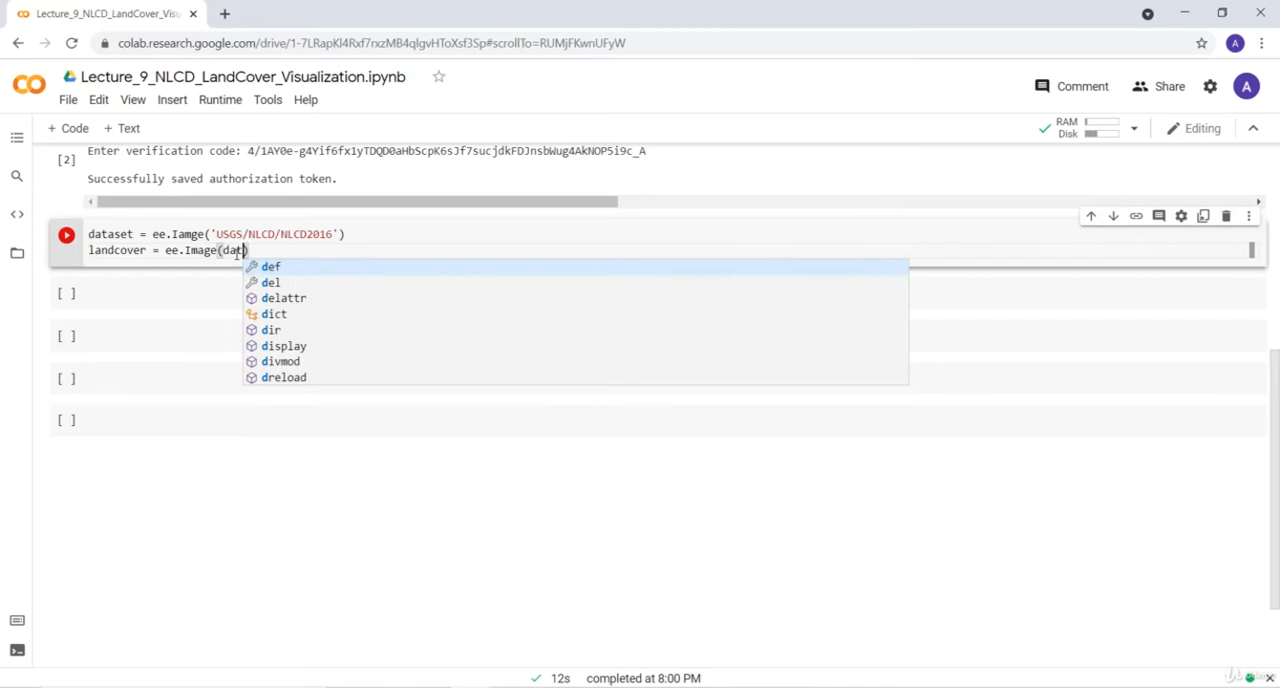 Lecture_9_NLCD_LandCover_Visu
colab.research.google.com/drive/1-7LRapKl4Rxf7rxzMB4qlgvHToXsf3Sp#scrollTo=RUMjFKwnUFyW
A
Lecture_9_NLCD_LandCover_Visualization.ipynb
Comment
Share
A
File Edit View Insert Runtime Tools Help
+ Code + Text
RAM
Disk
Editing
Enter verification code: 4/1AY0e-g4Yif6fx1yTDQD0aHbScpK6sJf7sucjdkFDJnsbWug4AkNOP5i9c_A
[2]
Successfully saved authorization token.
dataset = ee.Iamge('USGS/NLCD/NLCD2016')
landcover = ee.Image(dat)
def
del
delattr
dict
dir
display
divmod
dreload
[ ]
[ ]
[ ]
[ ]
12s completed at 8:00 PM